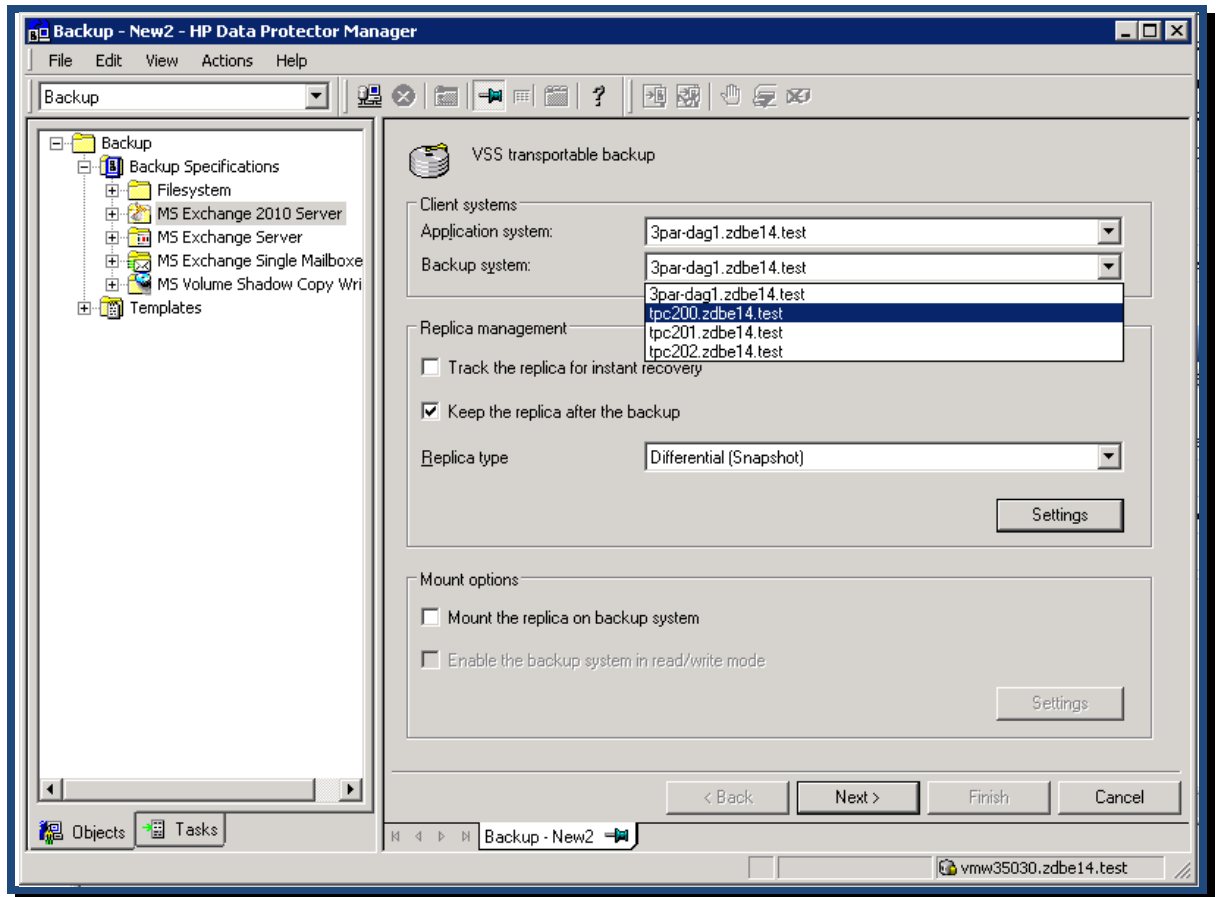 Backup - New2 - HP Data Protector Manager
File Edit View Actions Help
Backup
Backup
Backup Specifications
Filesystem
MS Exchange 2010 Server
MS Exchange Server
MS Exchange Single Mailboxe
MS Volume Shadow Copy Wri
Templates
Objects
Tasks
VSS transportable backup
Client systems
Application system:
3par-dag1.zdbe14.test
Backup system:
3par-dag1.zdbe14.test
3par-dag1.zdbe14.test
tpc200.zdbe14.test
tpc201.zdbe14.test
tpc202.zdbe14.test
Replica management
Track the replica for instant recovery
Keep the replica after the backup
Replica type
Differential (Snapshot)
Settings
Mount options
Mount the replica on backup system
Enable the backup system in read/write mode
Settings
< Back
Next >
Finish
Cancel
Backup - New2
vmw35030.zdbe14.test